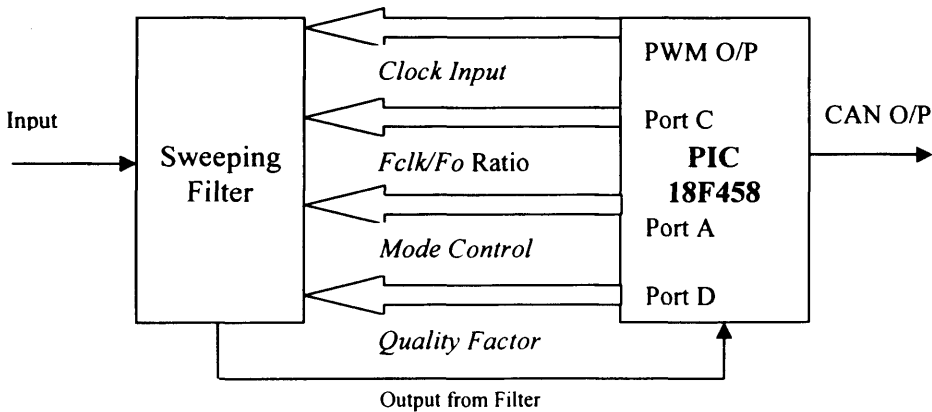 PWM O/P
Clock Input
Input
Port C
CAN O/P
Sweeping
Filter
Fclk/Fo Ratio
PIC
18F458
Port A
Mode Control
Port D
Quality Factor
Output from Filter